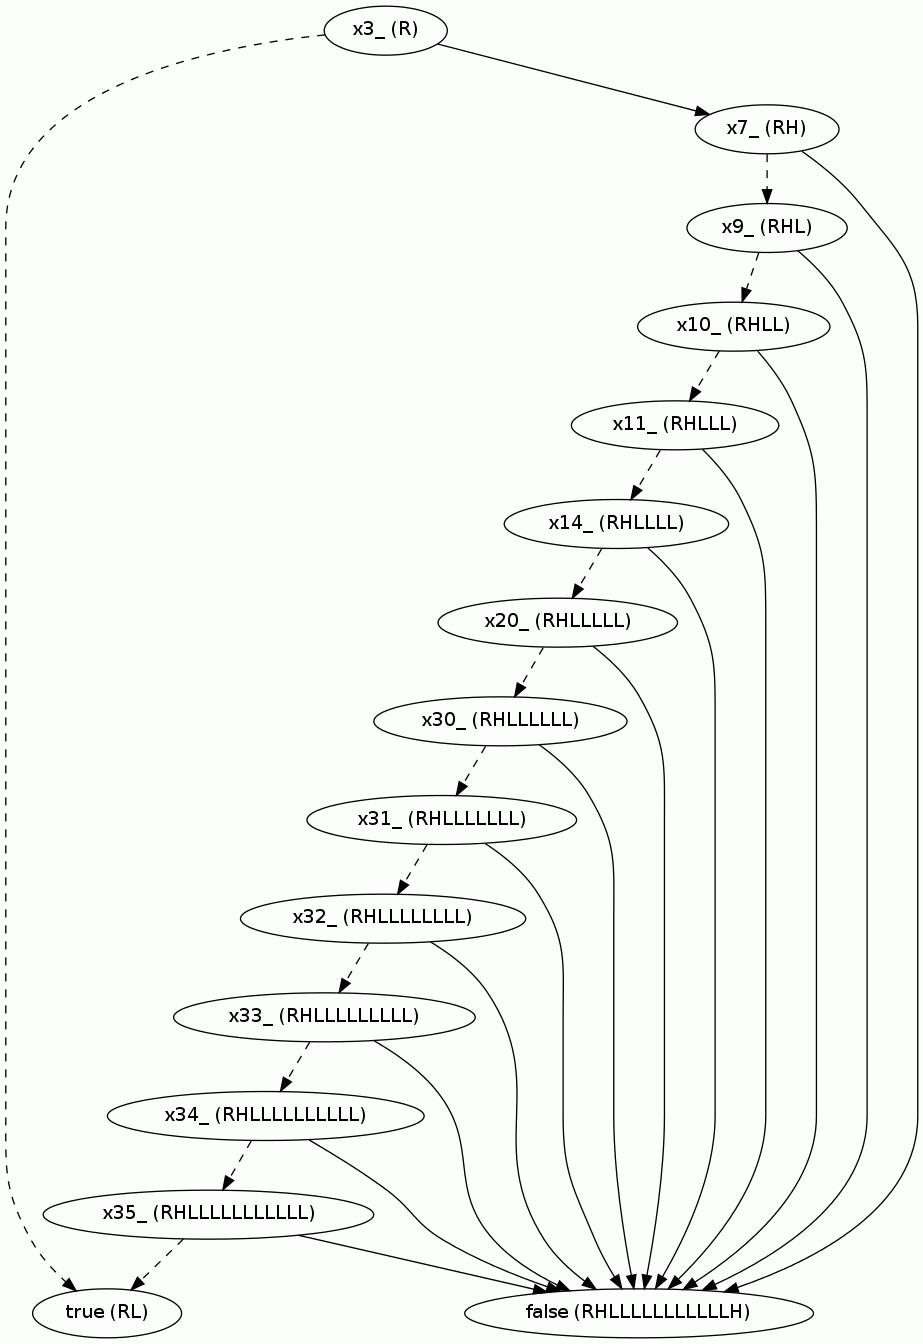 x3_ (R)
x7_ (RH)
x9_ (RHL)
x10_ (RHLL)
x11_ (RHLLL)
x14_ (RHLLLL)
x20_ (RHLLLLL)
x30_ (RHLLLLLL)
x31_ (RHLLLLLLL)
x32_ (RHLLLLLLLL)
x33_ (RHLLLLLLLLL)
x34_ (RHLLLLLLLLLL)
x35_ (RHLLLLLLLLLLL)
true (RL)
false (RHLLLLLLLLLLLH)